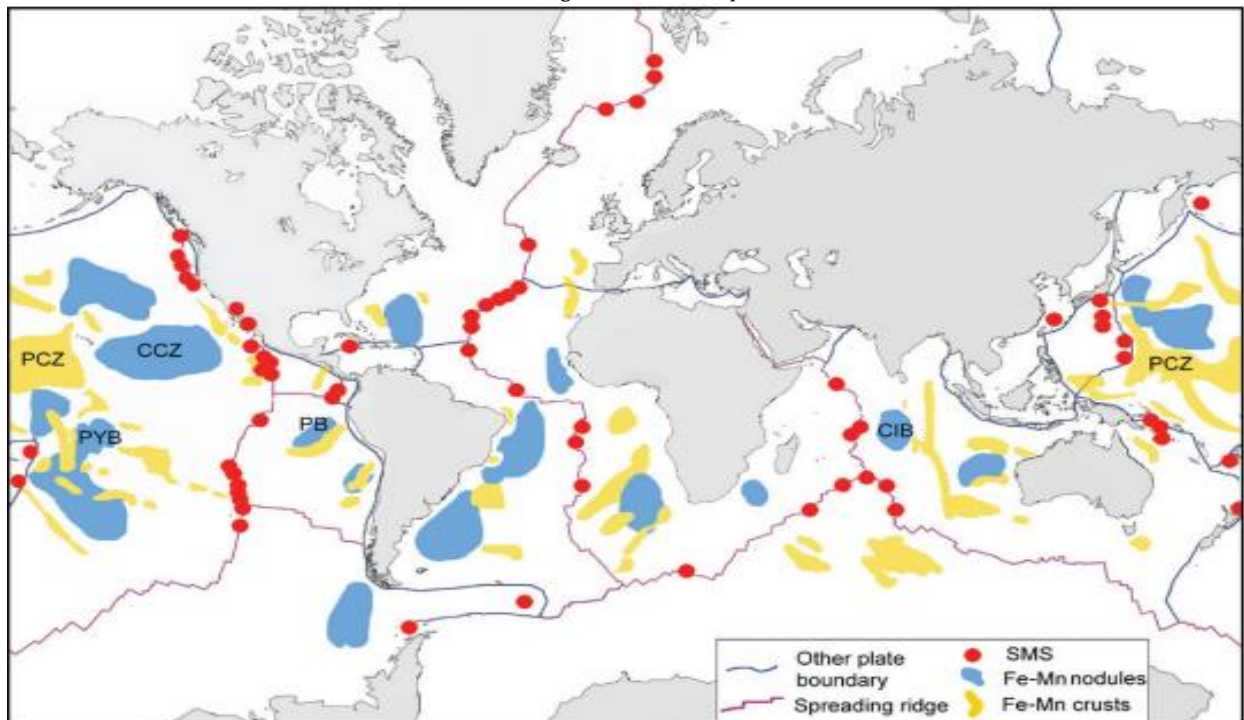 PCZ
CCZ
PYB
PB
CIB
PCZ
Other plate
boundary
Spreading ridge
SMS
Fe-Mn nodules
Fe-Mn crusts